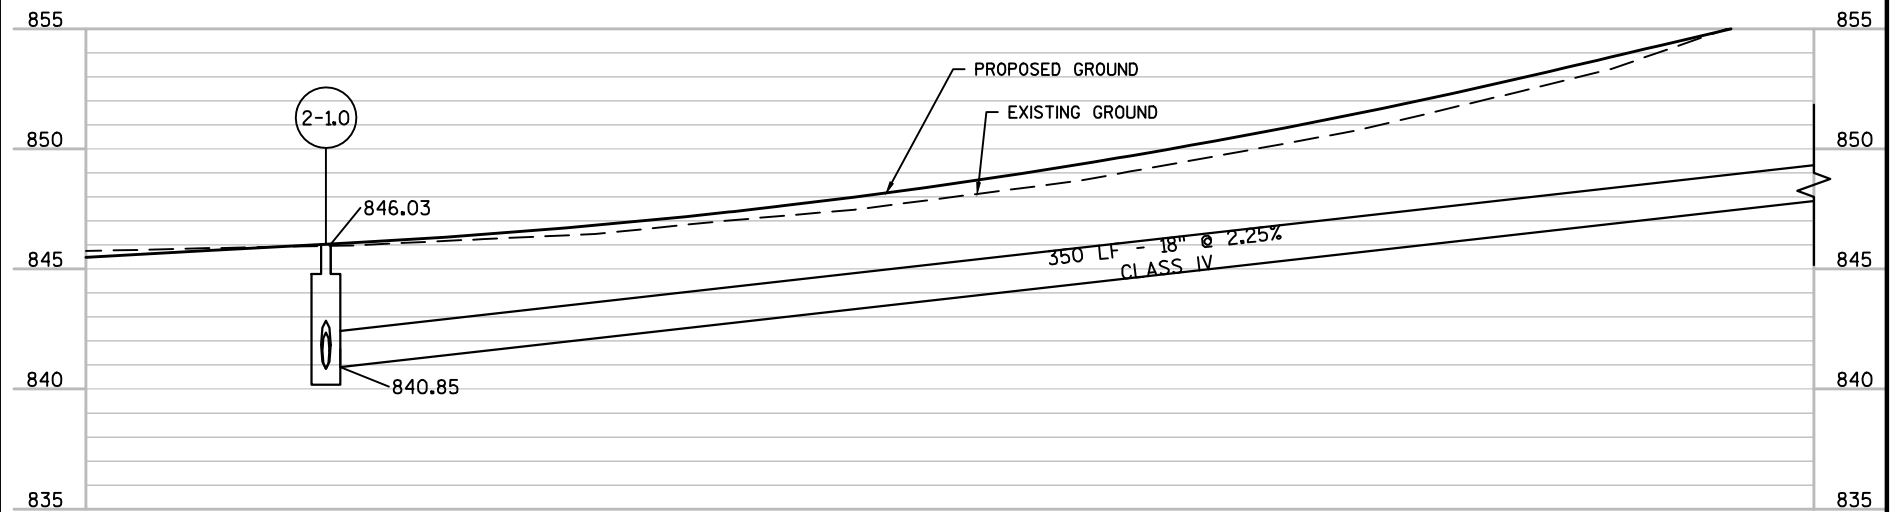 855 855
PROPOSED GROUND
EXISTING GROUND
2-1.0
850 850
846.03
350 LF - 18" @ 2.25%
CLASS IV
845 845
840 840
840.85
835 835